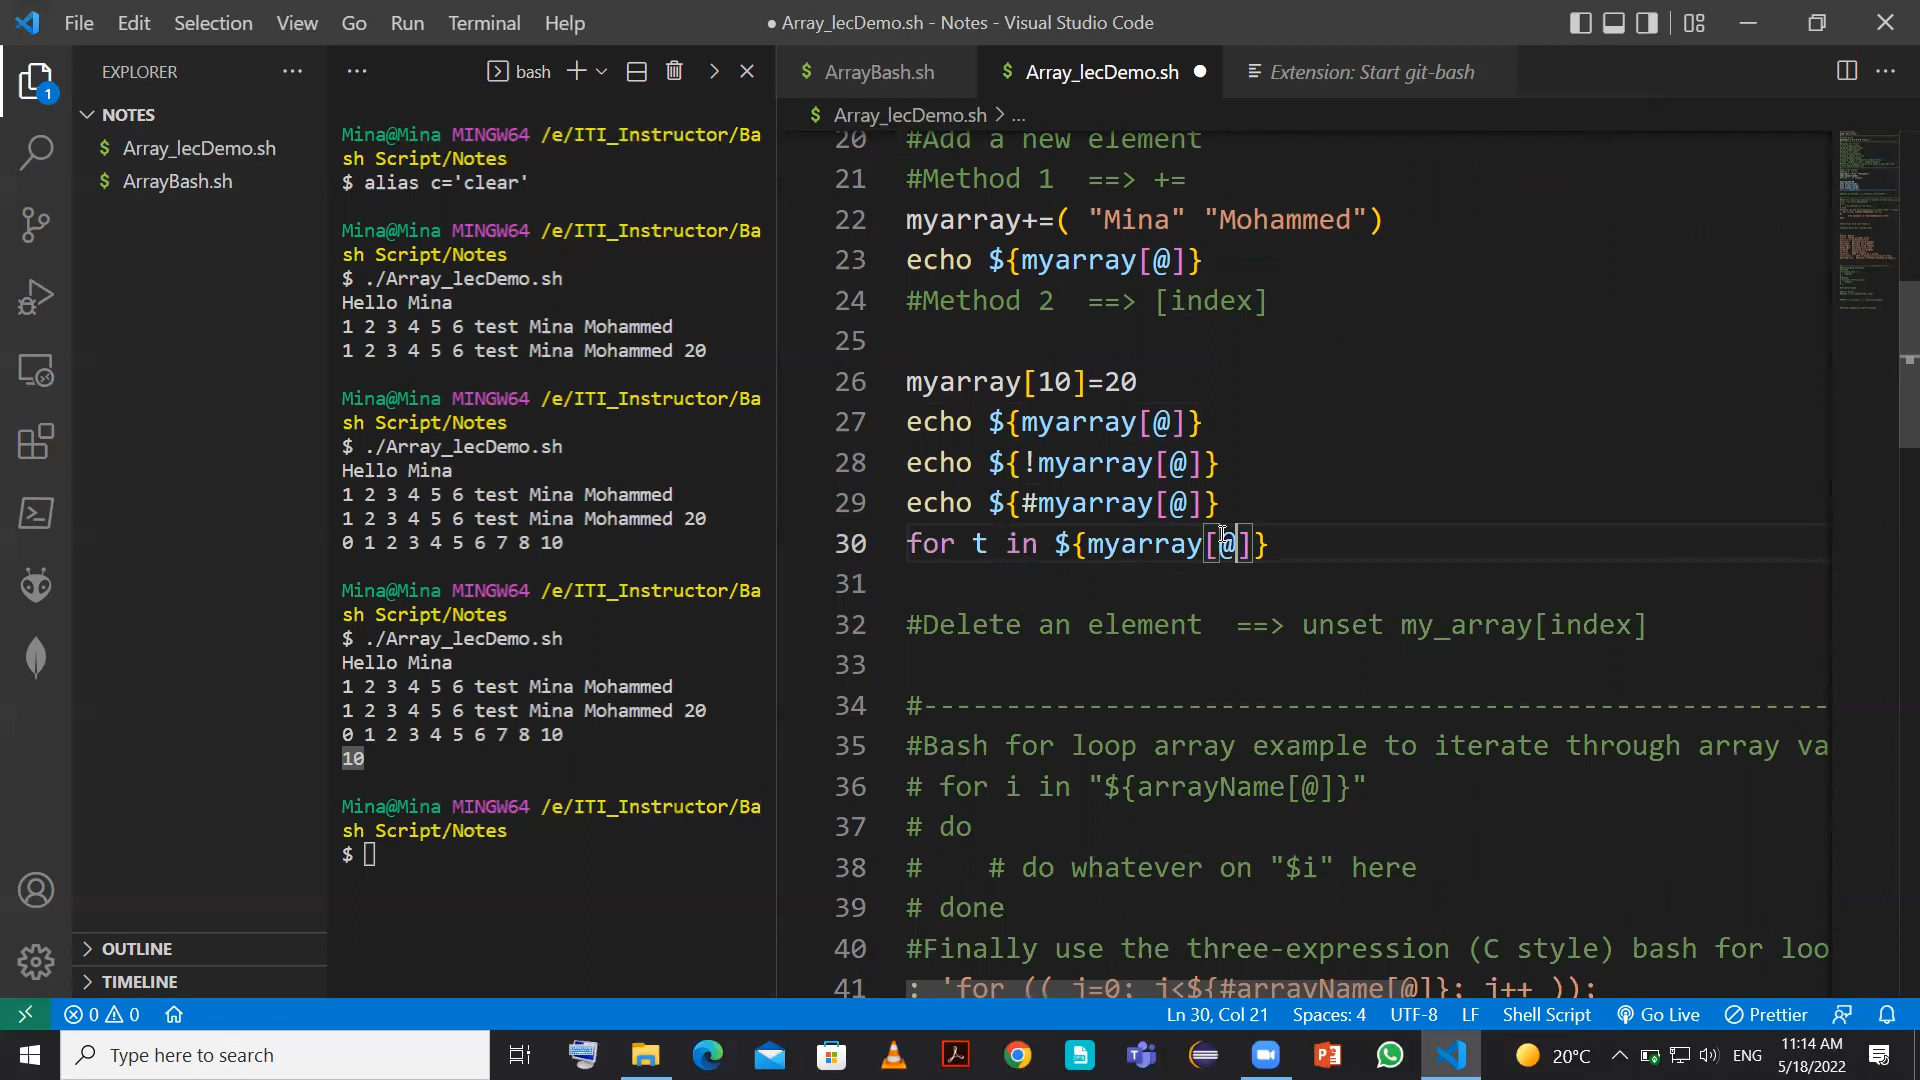 File Edit Selection View Go Run Terminal Help
● Array_lecDemo.sh - Notes - Visual Studio Code
EXPLORER
NOTES
$ Array_lecDemo.sh
$ ArrayBash.sh
OUTLINE
TIMELINE
1
bash
Mina@Mina MINGW64 /e/ITI_Instructor/Ba
sh Script/Notes
$ alias c='clear'
Mina@Mina MINGW64 /e/ITI_Instructor/Ba
sh Script/Notes
$ ./Array_lecDemo.sh
Hello Mina
1 2 3 4 5 6 test Mina Mohammed
1 2 3 4 5 6 test Mina Mohammed 20
Mina@Mina MINGW64 /e/ITI_Instructor/Ba
sh Script/Notes
$ ./Array_lecDemo.sh
Hello Mina
1 2 3 4 5 6 test Mina Mohammed
1 2 3 4 5 6 test Mina Mohammed 20
0 1 2 3 4 5 6 7 8 10
Mina@Mina MINGW64 /e/ITI_Instructor/Ba
sh Script/Notes
$ ./Array_lecDemo.sh
Hello Mina
1 2 3 4 5 6 test Mina Mohammed
1 2 3 4 5 6 test Mina Mohammed 20
0 1 2 3 4 5 6 7 8 10
10
Mina@Mina MINGW64 /e/ITI_Instructor/Ba
sh Script/Notes
$
$ ArrayBash.sh $ Array_lecDemo.sh ● Extension: Start git-bash
$ Array_lecDemo.sh > ...
20 #Add a new element
21 #Method 1 ==> +=
22 myarray+=( "Mina" "Mohammed")
23 echo ${myarray[@]}
24 #Method 2 ==> [index]
25
26 myarray[10]=20
27 echo ${myarray[@]}
28 echo ${!myarray[@]}
29 echo ${#myarray[@]}
30 for t in ${myarray[@]}
31
32 #Delete an element ==> unset my_array[index]
33
34 #--------------------------------------------------------
35 #Bash for loop array example to iterate through array va
36 # for i in "${arrayName[@]}"
37 # do
38 # # do whatever on "$i" here
39 # done
40 #Finally use the three-expression (C style) bash for loo
41 : 'for (( j=0; j<${#arrayName[@]}; j++ ));
0 0 Ln 30, Col 21 Spaces: 4 UTF-8 LF Shell Script Go Live Prettier
Type here to search
20°C ENG 11:14 AM
5/18/2022